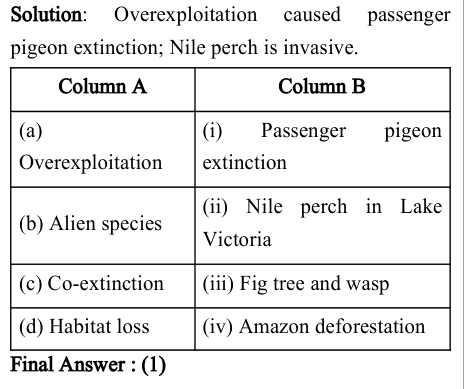 Solution: Overexploitation caused passenger
pigeon extinction; Nile perch is invasive.
Column A Column B
(a) (i) Passenger pigeon
Overexploitation extinction
(b) Alien species (ii) Nile perch in Lake
Victoria
(c) Co-extinction (iii) Fig tree and wasp
(d) Habitat loss (iv) Amazon deforestation
Final Answer : (1)